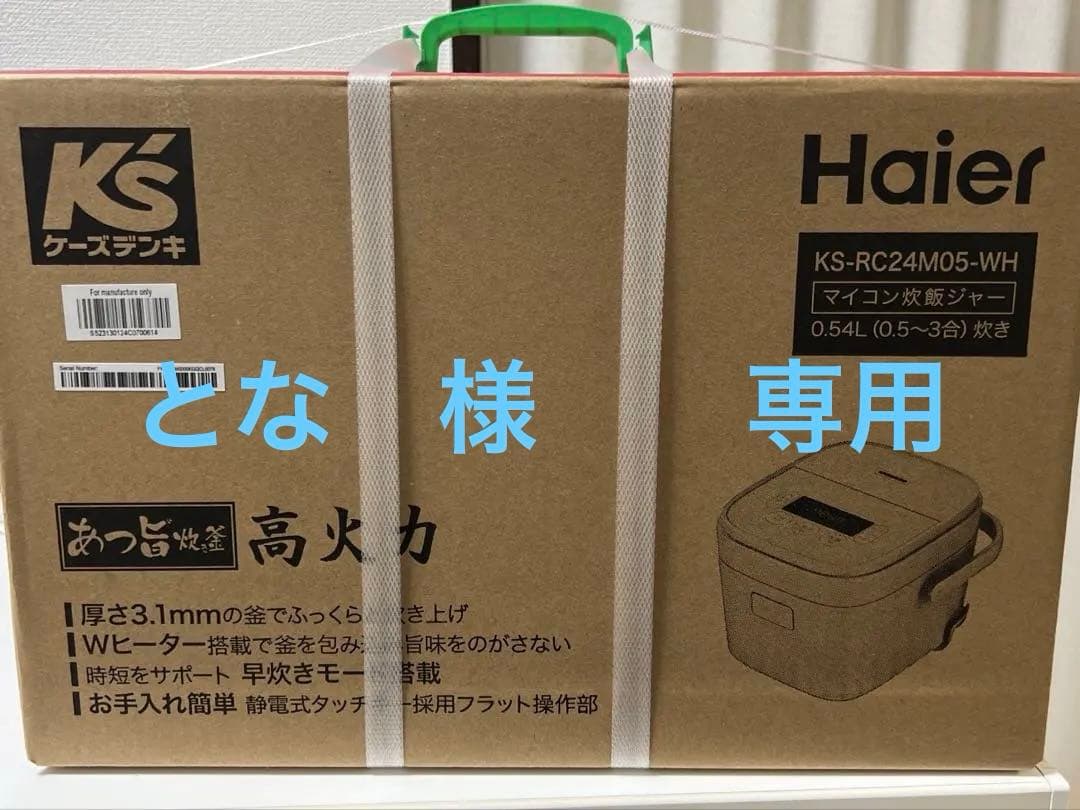 K's
ケーズデンキ
Haier
KS-RC24M05-WH
マイコン炊飯ジャー
0.54L (0.5〜3合) 炊き
For manufacture only
Serial Number:
とな 様 専用
あつ旨炊き釜 高火力
厚さ3.1mmの釜でふっくら 炊き上げ
Wヒーター搭載で釜を包み 旨味をのがさない
時短をサポート 早炊きモー 搭載
お手入れ簡単 静電式タッチ ー採用フラット操作部